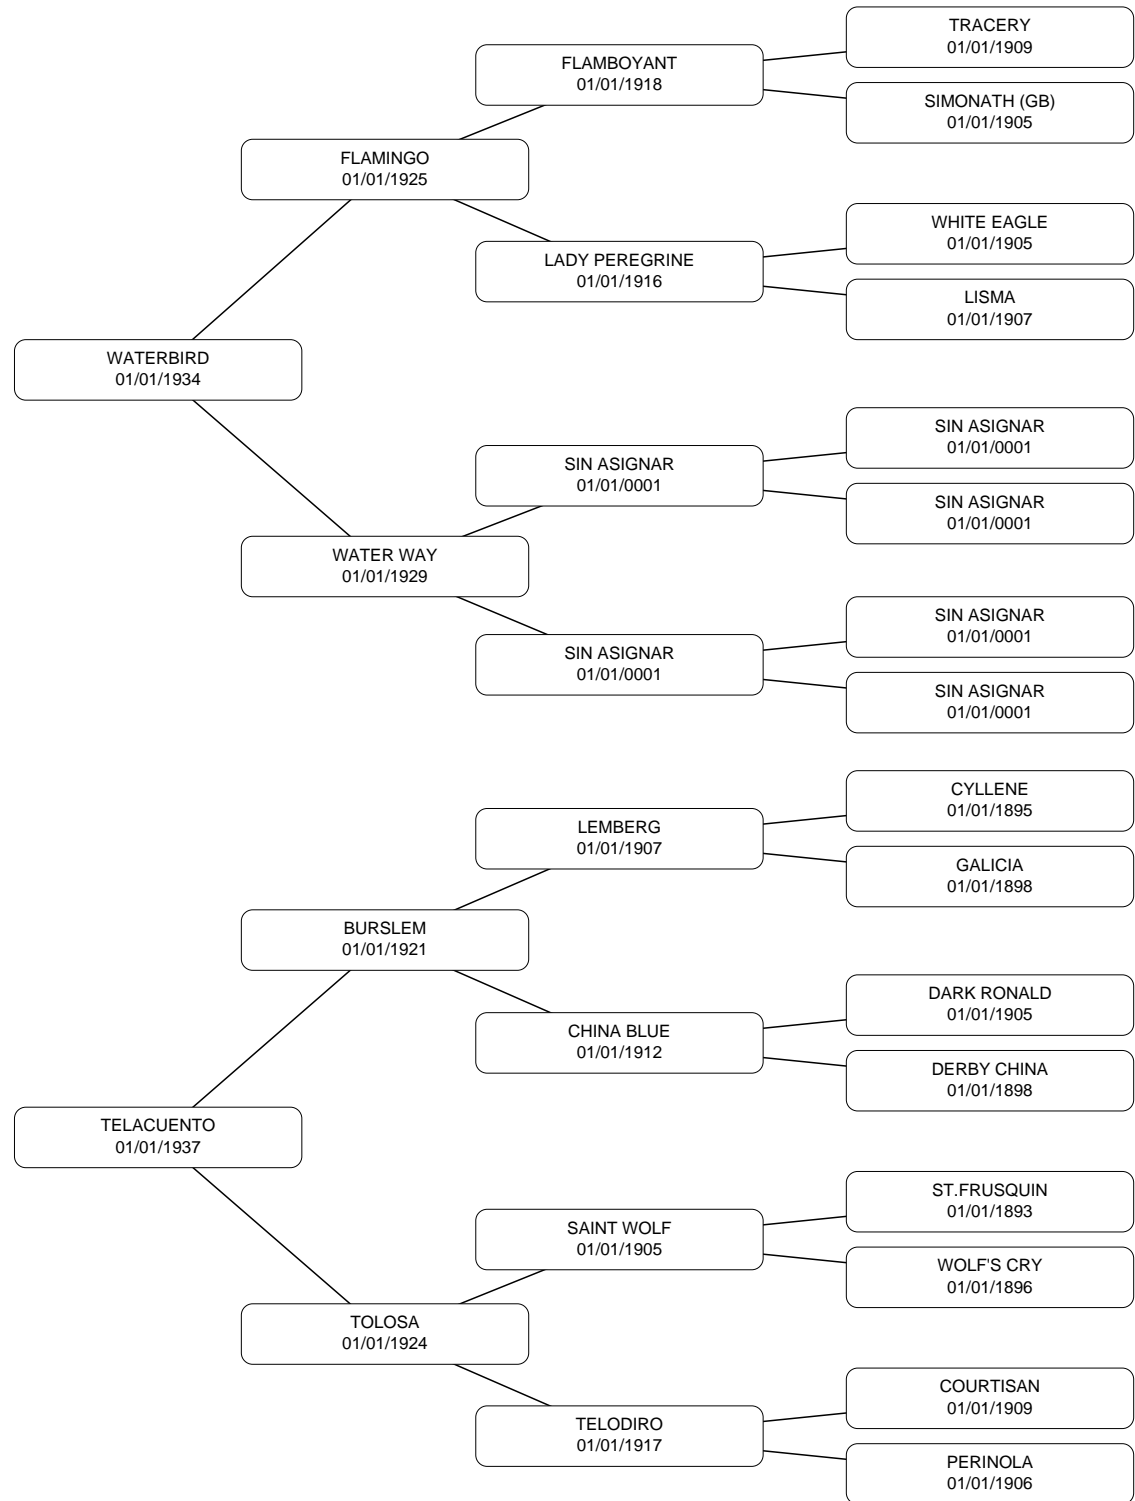 TRACERY
01/01/1909
FLAMBOYANT
01/01/1918
SIMONATH (GB)
01/01/1905
FLAMINGO
01/01/1925
WHITE EAGLE
01/01/1905
LADY PEREGRINE
01/01/1916
LISMA
01/01/1907
WATERBIRD
01/01/1934
SIN ASIGNAR
01/01/0001
SIN ASIGNAR
01/01/0001
SIN ASIGNAR
01/01/0001
WATER WAY
01/01/1929
SIN ASIGNAR
01/01/0001
SIN ASIGNAR
01/01/0001
SIN ASIGNAR
01/01/0001
CYLLENE
01/01/1895
LEMBERG
01/01/1907
GALICIA
01/01/1898
BURSLEM
01/01/1921
DARK RONALD
01/01/1905
CHINA BLUE
01/01/1912
DERBY CHINA
01/01/1898
TELACUENTO
01/01/1937
ST.FRUSQUIN
01/01/1893
SAINT WOLF
01/01/1905
WOLF'S CRY
01/01/1896
TOLOSA
01/01/1924
COURTISAN
01/01/1909
TELODIRO
01/01/1917
PERINOLA
01/01/1906